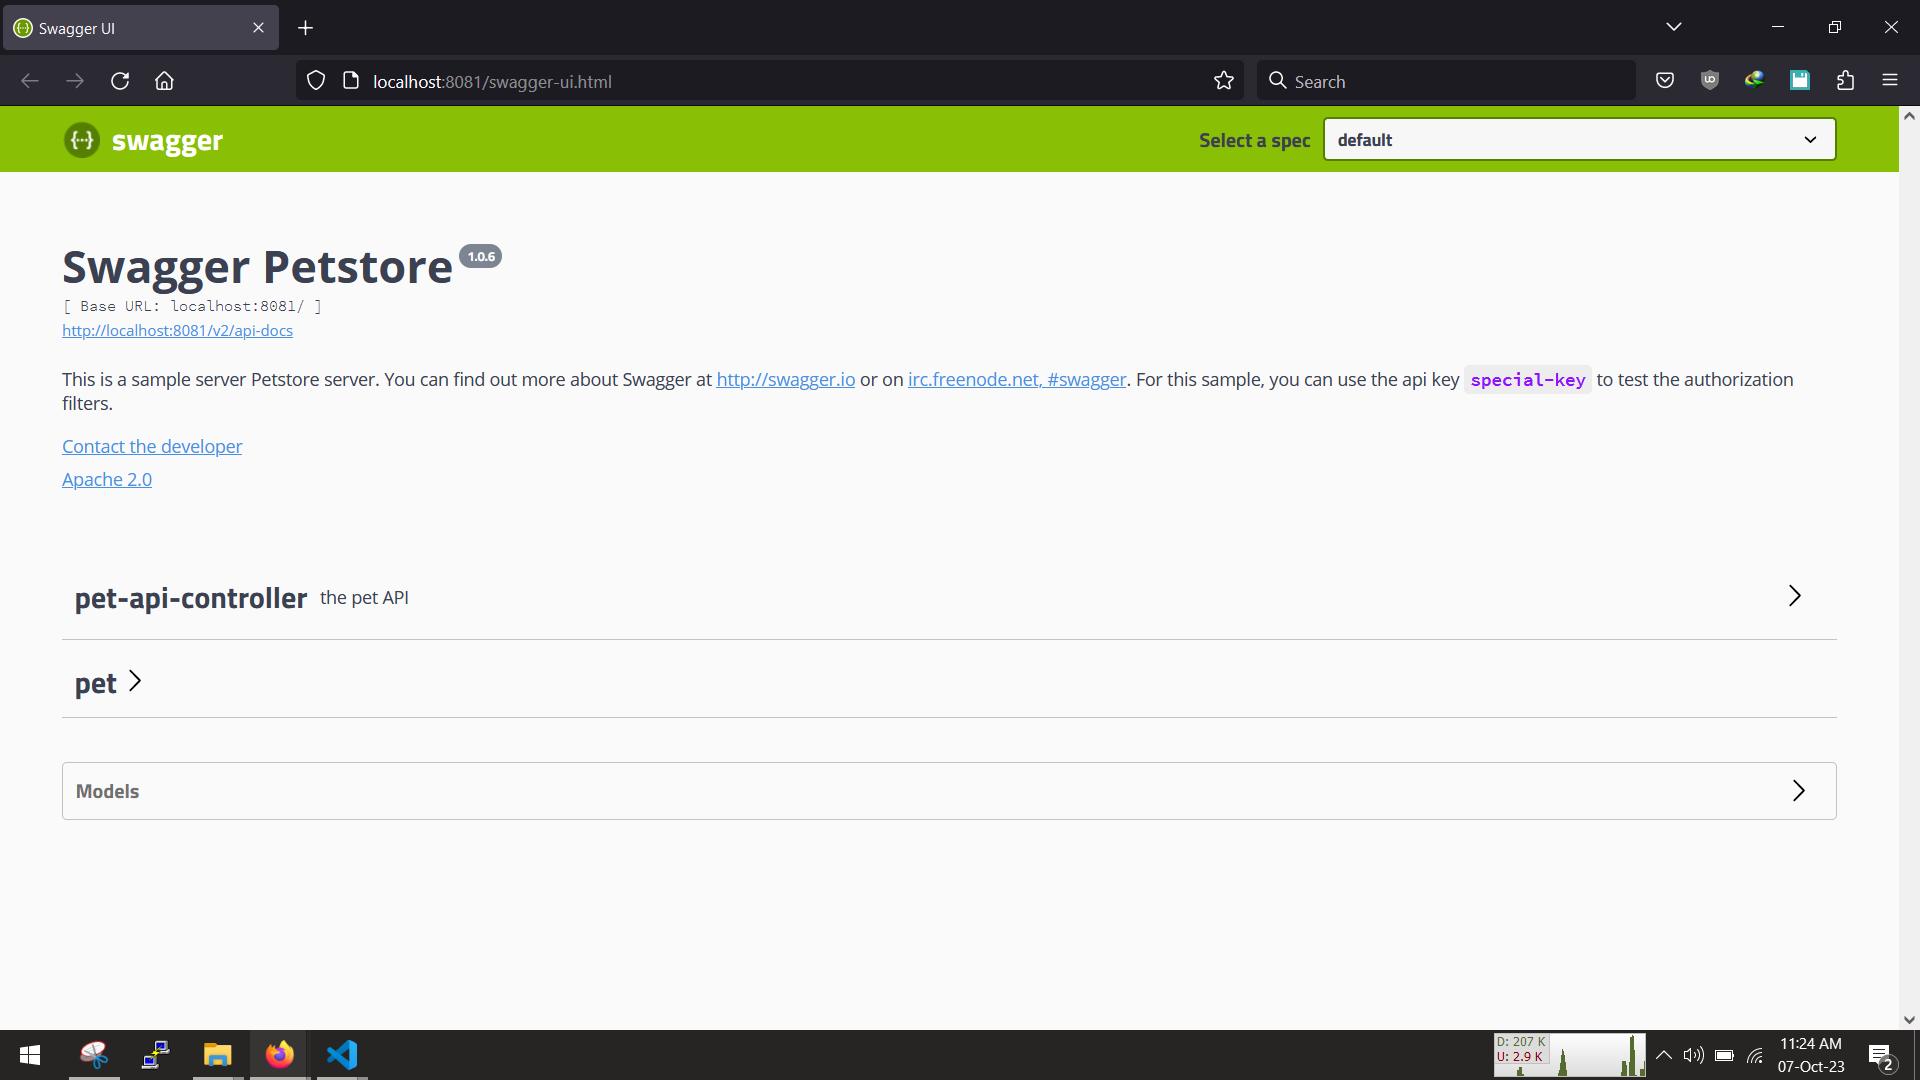 Swagger UI
localhost:8081/swagger-ui.html
Search
swagger
Select a spec
default
Swagger Petstore 1.0.6
[ Base URL: localhost:8081/ ]
http://localhost:8081/v2/api-docs
This is a sample server Petstore server. You can find out more about Swagger at http://swagger.io or on irc.freenode.net, #swagger. For this sample, you can use the api key special-key to test the authorization
filters.
Contact the developer
Apache 2.0
pet-api-controller the pet API
pet
Models
D: 207 K
U: 2.9 K
11:24 AM
07-Oct-23
2